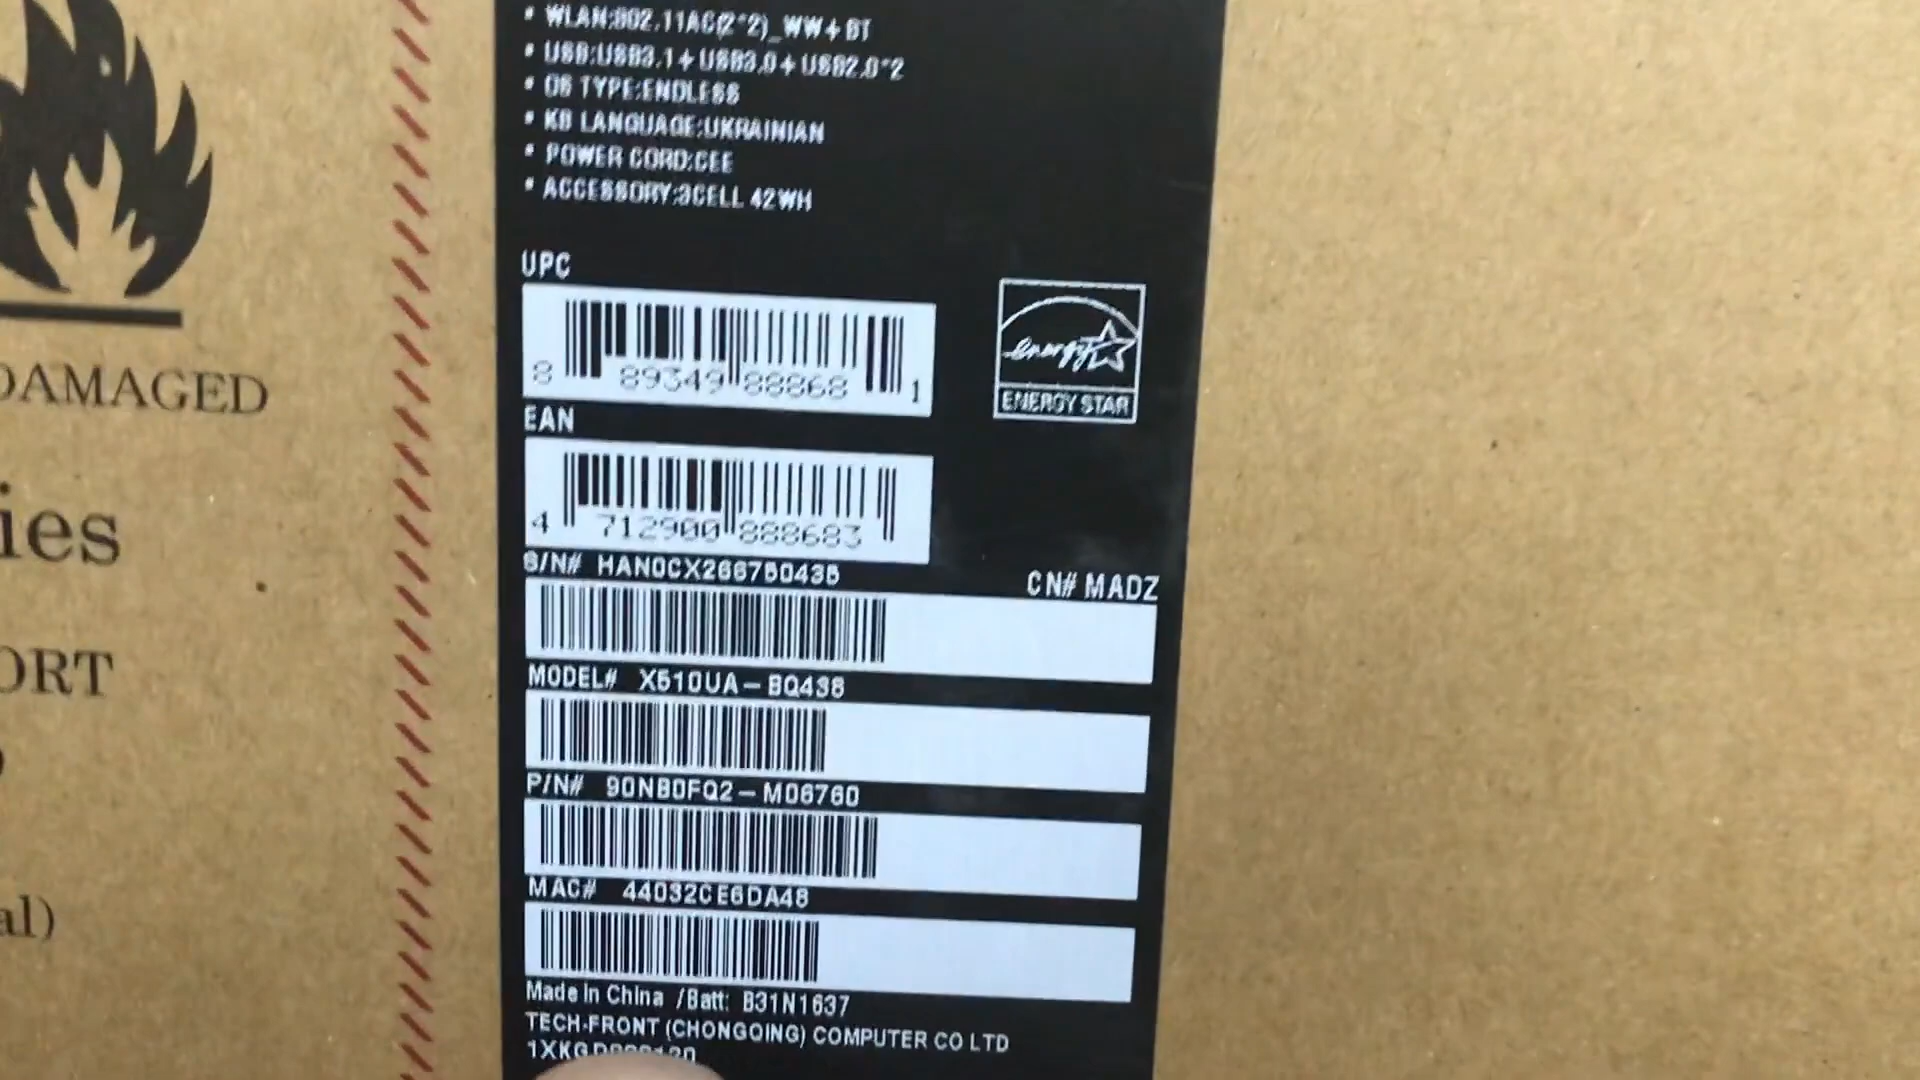 • WLAN:802.11AC(2*2)_WW+BT
• USB:USB3.1+USB3.0+USB2.0*2
• OS TYPE:ENDLESS
• KB LANGUAGE:UKRAINIAN
• POWER CORD:CEE
• ACCESSORY:3CELL 42WH
UPC
8 89349 88868 1
energy
ENERGY STAR
EAN
4 712900 888683
S/N# HAN0CX266750435
CN# MADZ
MODEL# X510UA-BQ438
P/N# 90NB0FQ2-M06760
MAC# 44032CE6DA48
Made In China /Batt: B31N1637
TECH-FRONT (CHONGQING) COMPUTER CO LTD
DAMAGED
ies
ORT
al)